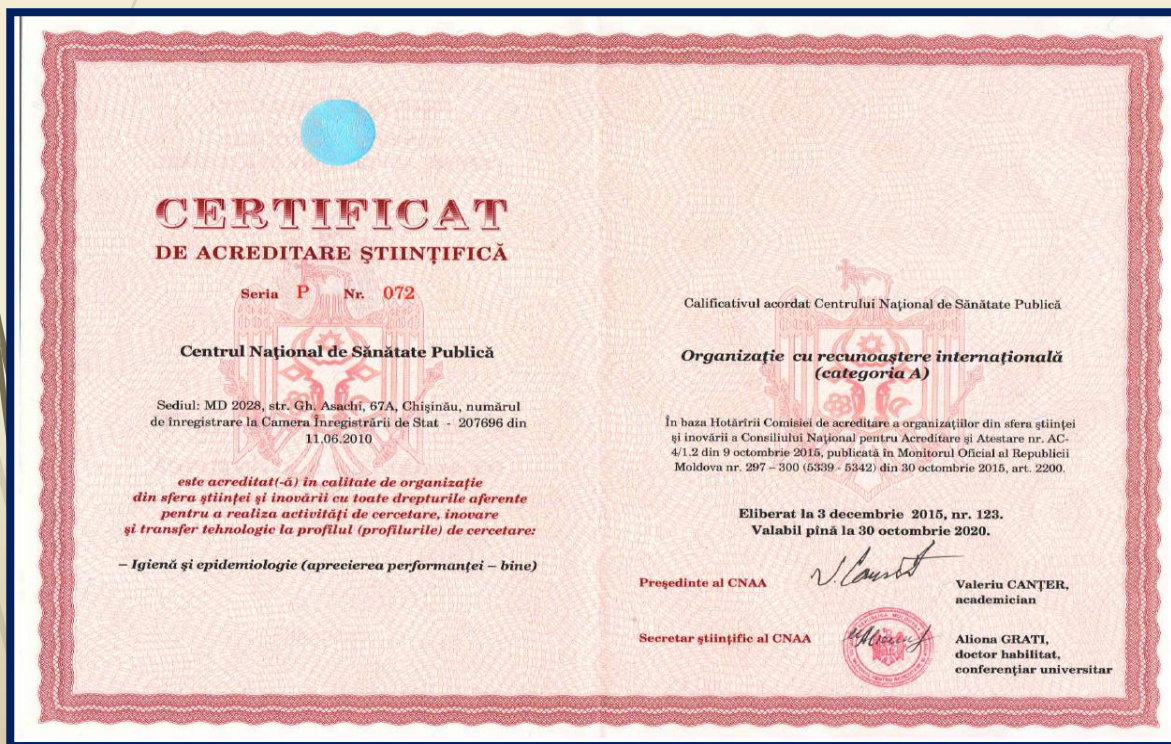 CERTIFICAT
DE ACREDITARE ŞTIINŢIFICĂ
Seria P Nr. 072
Centrul Naţional de Sănătate Publică
Sediul: MD 2028, str. Gh. Asachi, 67A, Chişinău, numărul
de înregistrare la Camera Înregistrării de Stat - 207696 din
11.06.2010
este acreditat(-ă) în calitate de organizaţie
din sfera ştiinţei şi inovării cu toate drepturile aferente
pentru a realiza activităţi de cercetare, inovare
şi transfer tehnologic la profilul (profilurile) de cercetare:
– Igienă şi epidemiologie (aprecierea performanţei – bine)
Calificativul acordat Centrului Naţional de Sănătate Publică
Organizaţie cu recunoaştere internaţională
(categoria A)
În baza Hotărîrii Comisiei de acreditare a organizaţiilor din sfera ştiinţei
şi inovării a Consiliului Naţional pentru Acreditare şi Atestare nr. AC-
4/1.2 din 9 octombrie 2015, publicată în Monitorul Oficial al Republicii
Moldova nr. 297 – 300 (5339 - 5342) din 30 octombrie 2015, art. 2200.
Eliberat la 3 decembrie 2015, nr. 123.
Valabil pînă la 30 octombrie 2020.
Preşedinte al CNAA
Valeriu CANŢER,
academician
Secretar ştiinţific al CNAA
Aliona GRATI,
doctor habilitat,
conferenţiar universitar